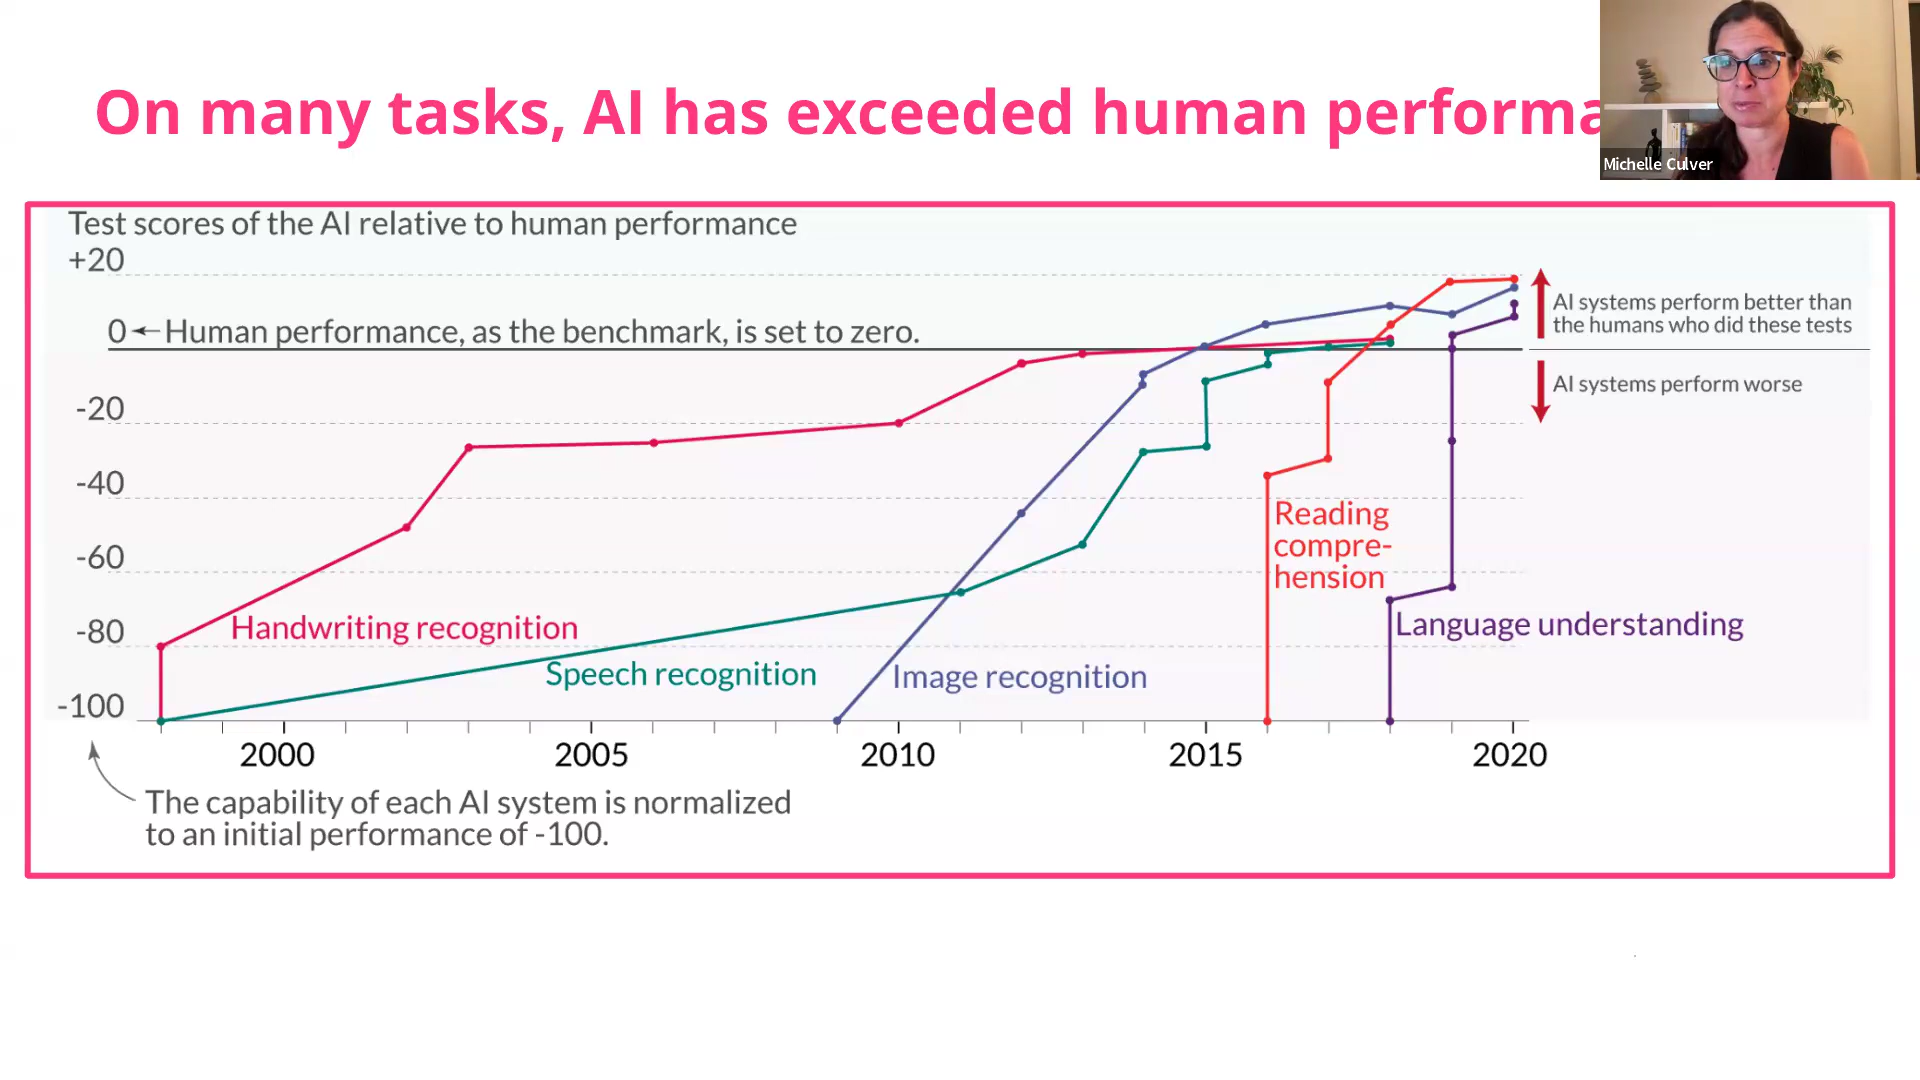 On many tasks, AI has exceeded human performa
Michelle Culver
Test scores of the AI relative to human performance
+20
0 Human performance, as the benchmark, is set to zero.
-20
-40
-60
-80
-100
AI systems perform better than
the humans who did these tests
AI systems perform worse
Handwriting recognition
Speech recognition
Image recognition
Reading
compre-
hension
Language understanding
2000 2005 2010 2015 2020
The capability of each AI system is normalized
to an initial performance of -100.